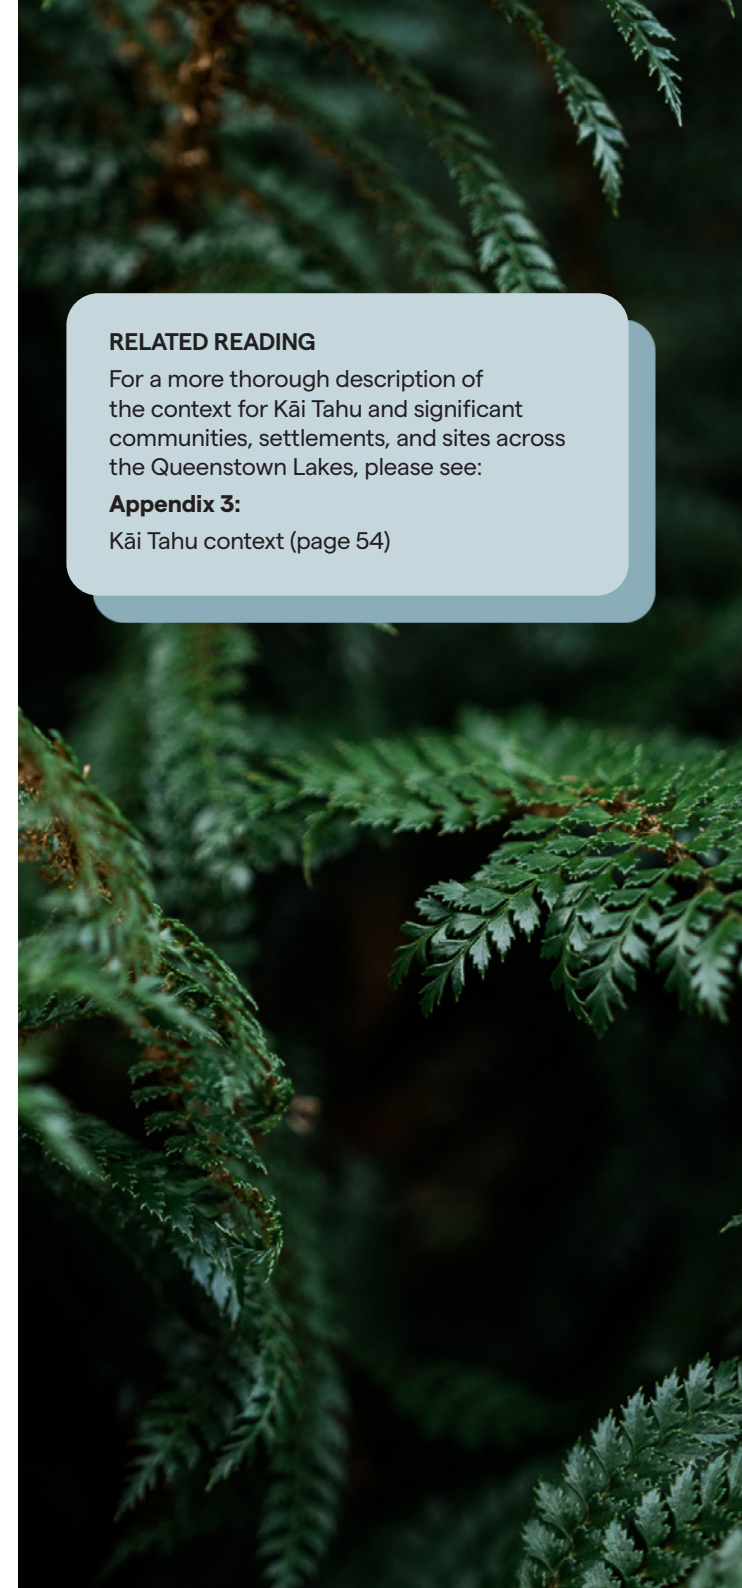 RELATED READING
For a more thorough description of
the context for Kāi Tahu and significant
communities, settlements, and sites across
the Queenstown Lakes, please see:
Appendix 3:
Kāi Tahu context (page 54)